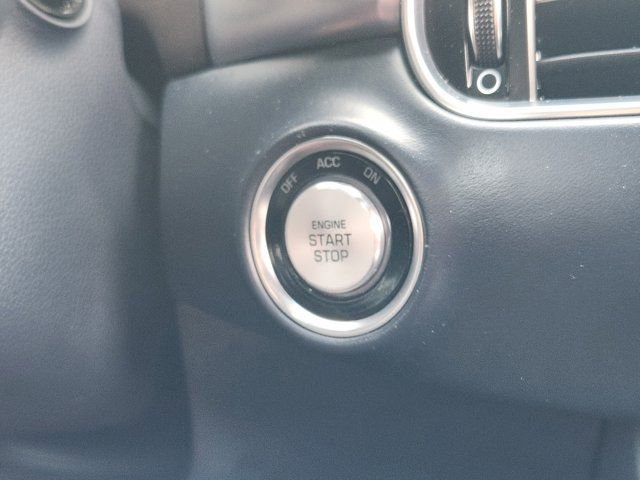 OFF ACC ON
ENGINE
START
STOP